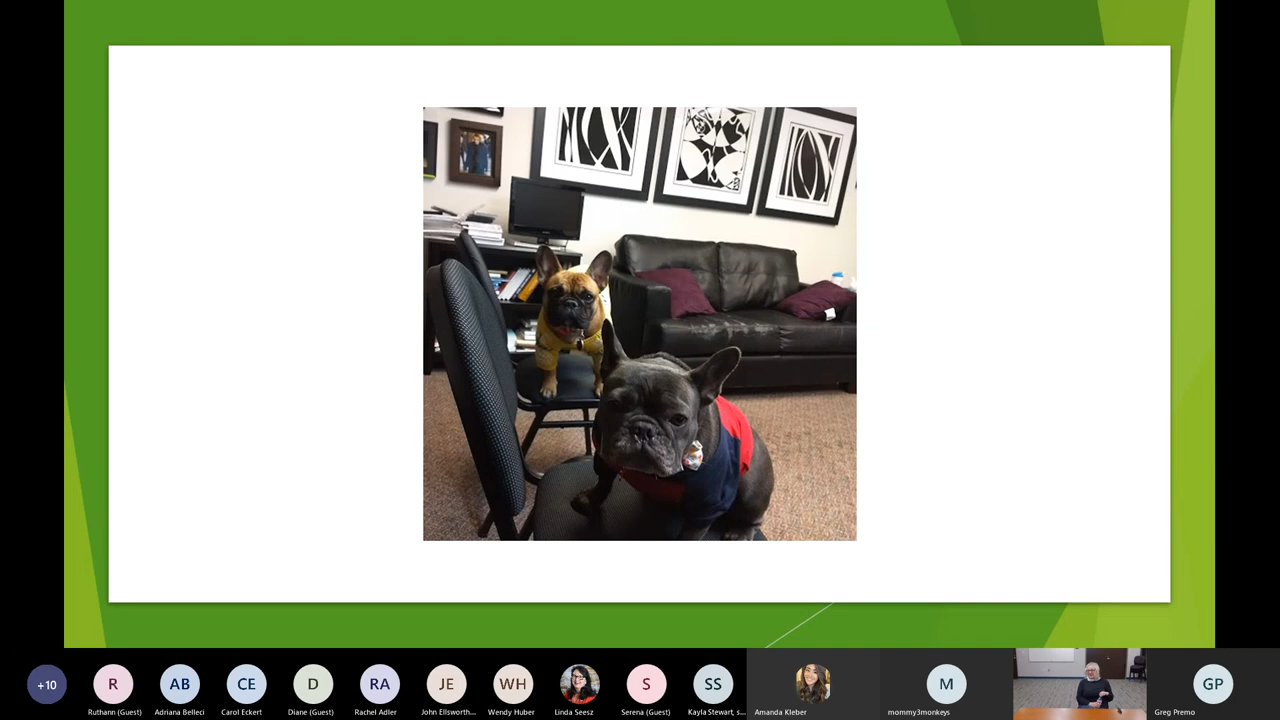 +10
R
AB
CE
D
RA
JE
WH
S
SS
M
GP
Ruthann (Guest)
Adriana Belleci
Carol Eckert
Diane (Guest)
Rachel Adler
John Ellsworth...
Wendy Huber
Linda Seesz
Serena (Guest)
Kayla Stewart, s...
Amanda Kleber
mommy3monkeys
Greg Premo